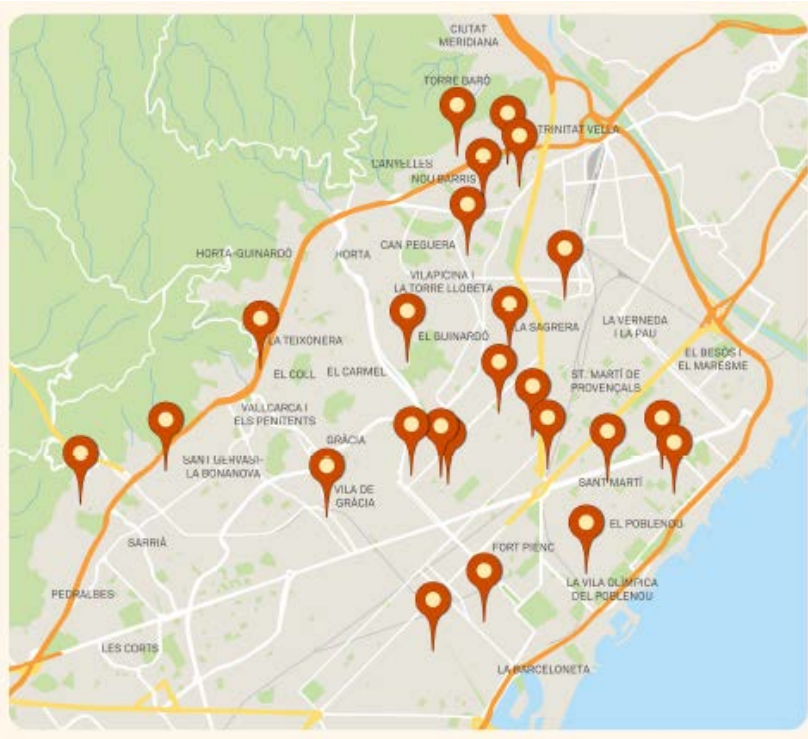 CIUTAT
MERIDIANA
TORRE BARÓ
TRINITAT VELLA
CANYELLES
NOU BARRIS
CAN PEGUERA
HORTA-GUINARDÓ
HORTA
VILAPICINA I
LA TORRE LLOBETA
LA SAGRERA
LA VERNEDA
I LA PAU
EL GUINARDÓ
LA TEIXONERA
EL BESÒS I
EL MARESME
EL COLL
EL CARMEL
ST. MARTÍ DE
PROVENÇALS
VALLCARCA I
ELS PENITENTS
GRÀCIA
SANT GERVASI-
LA BONANOVA
VILA DE
GRÀCIA
SANT MARTÍ
EL POBLENOU
SARRIÀ
FORT PIENC
LA VILA OLÍMPICA
DEL POBLENOU
PEDRALBES
LES CORTS
LA BARCELONETA